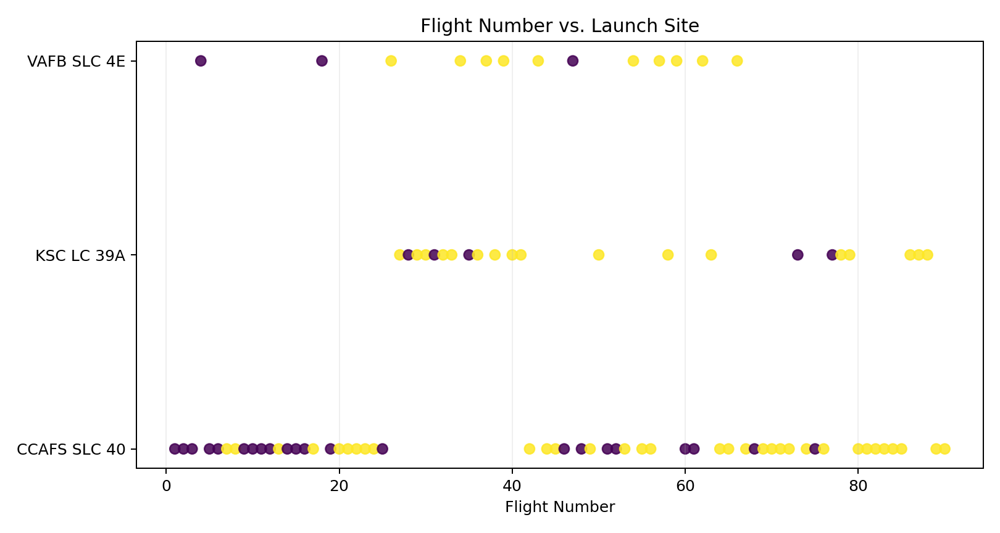 Flight Number vs. Launch Site
VAFB SLC 4E
KSC LC 39A
CCAFS SLC 40
0 20 40 60 80
Flight Number